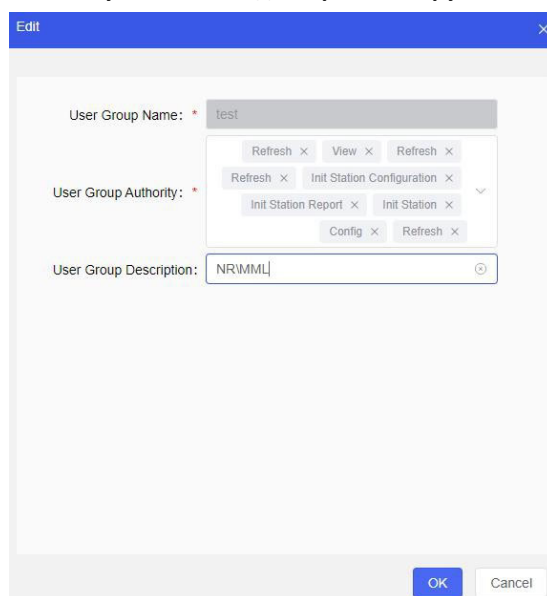 Edit ×
User Group Name: * test
Refresh × View × Refresh ×
User Group Authority: * Refresh × Init Station Configuration ×
Init Station Report × Init Station ×
Config × Refresh ×
User Group Description: NR\MML
OK Cancel